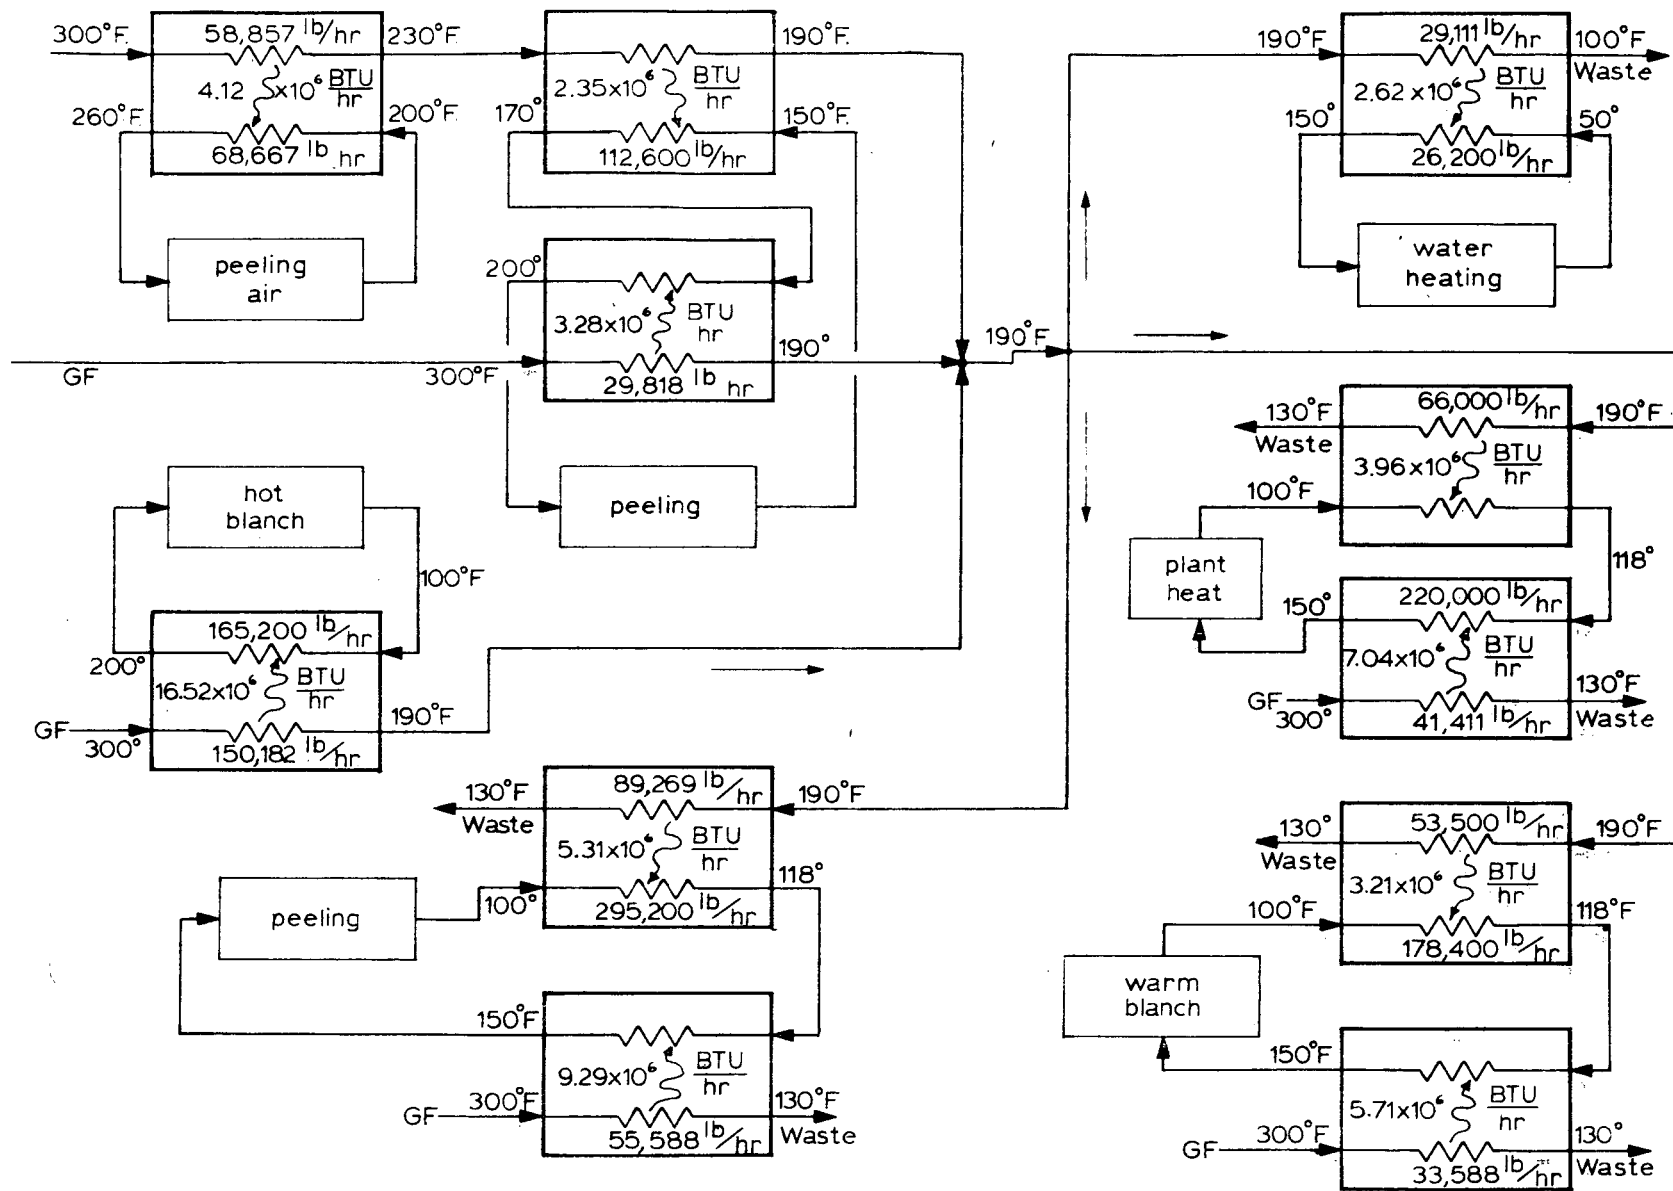 300°F.
58,857 lb/hr
230°F.
4.12 x10⁶ BTU/hr
260°F.
200°F.
68,667 lb hr
peeling
air
190°F.
2.35x10⁶ BTU/hr
170°
150°F.
112,600 lb/hr
200°
3.28x10⁶ BTU hr
GF
300°F
190°
29,818 lb hr
peeling
190°F
190°F
29,111 lb/hr
100°F
Waste
2.62x10⁶ BTU/hr
150°
50°
26,200 lb/hr
water
heating
hot
blanch
100°F
165,200 lb/hr
200°
16.52x10⁶ BTU/hr
GF
300°
190°F
150,182 lb/hr
130°F
Waste
66,000 lb/hr
190°F
3.96x10⁶ BTU/hr
100°F
118°
plant
heat
150°
220,000 lb/hr
7.04x10⁶ BTU/hr
GF
300°
130°F
Waste
41,411 lb/hr
130°F
Waste
89,269 lb/hr
190°F
5.31x10⁶ BTU/hr
peeling
100°
118°
295,200 lb/hr
150°F
9.29x10⁶ BTU/hr
GF
300°F
130°F
Waste
55,588 lb/hr
130°
Waste
53,500 lb/hr
190°F
3.21x10⁶ BTU/hr
100°F
118°F
178,400 lb/hr
warm
blanch
150°F
5.71x10⁶ BTU/hr
GF
300°F
130°
Waste
33,588 lb/hr